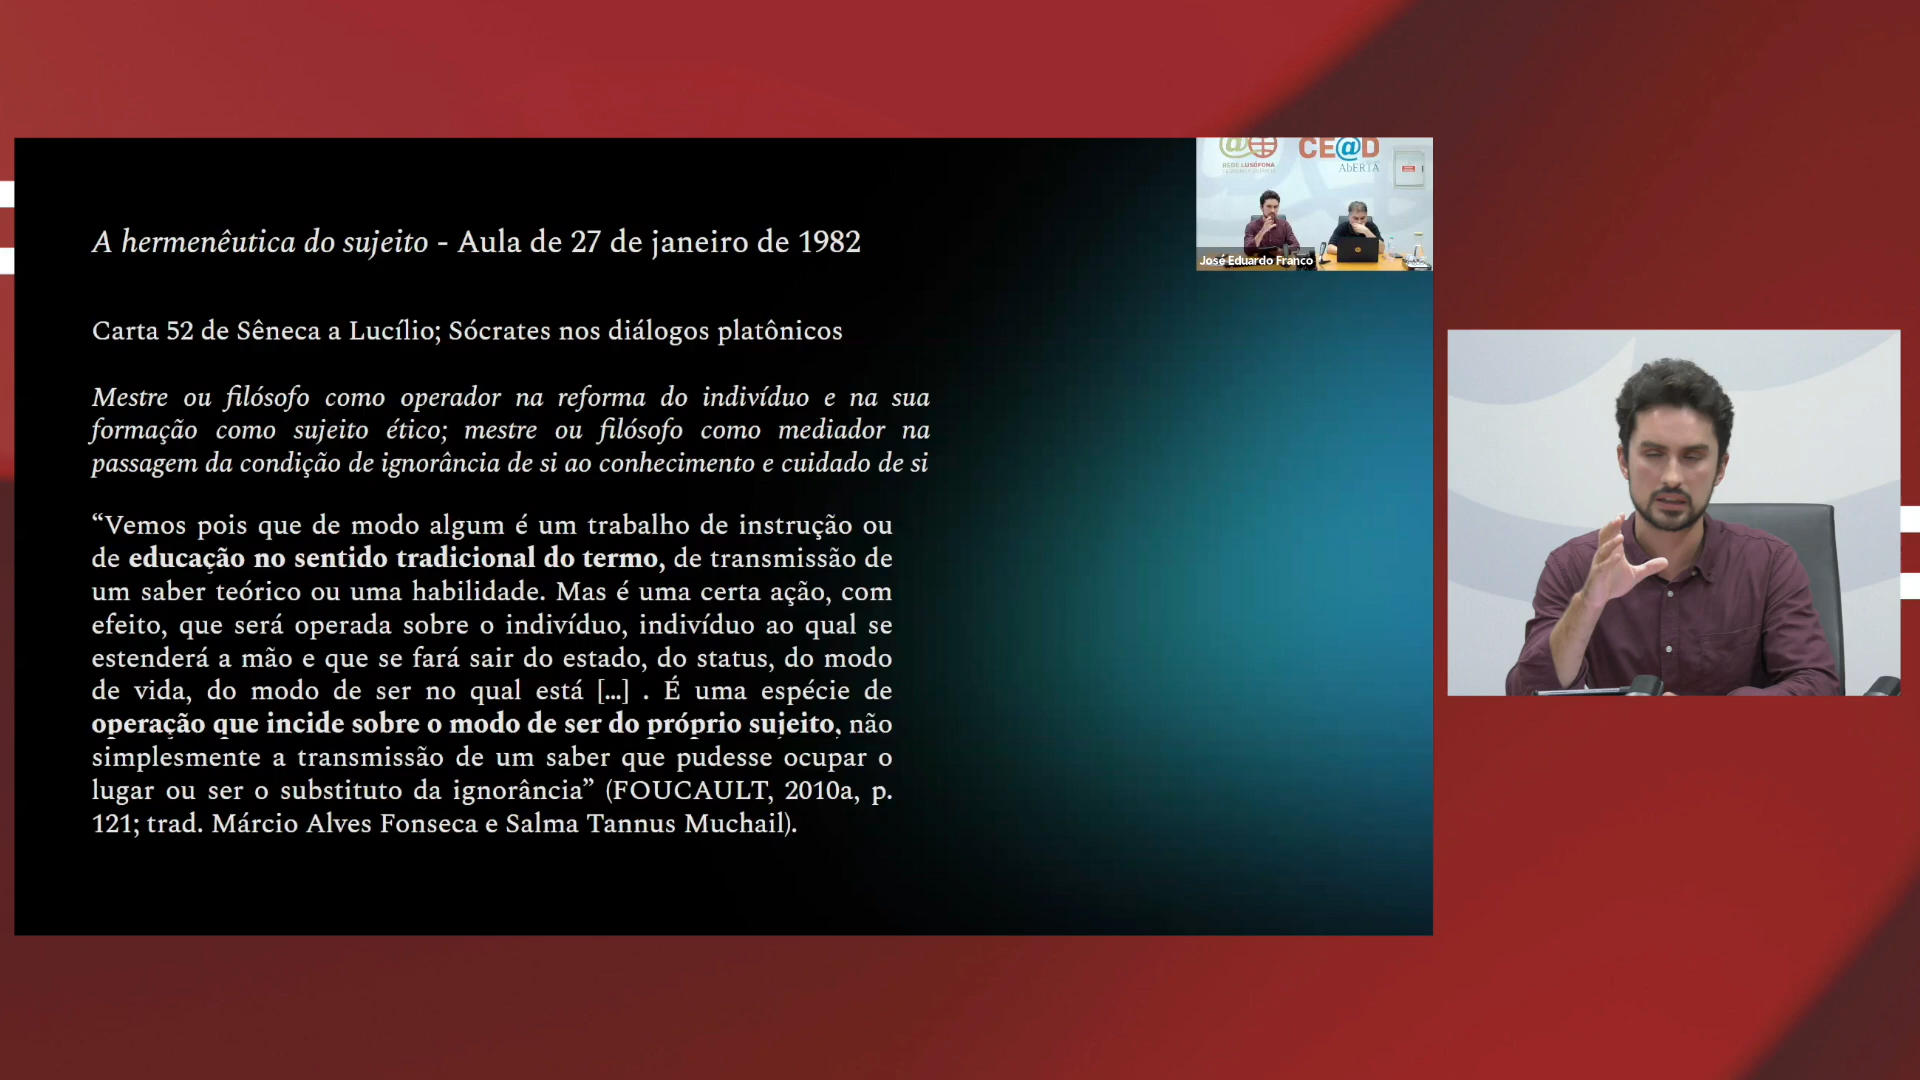 A hermenêutica do sujeito - Aula de 27 de janeiro de 1982
Carta 52 de Sêneca a Lucílio; Sócrates nos diálogos platônicos
Mestre ou filósofo como operador na reforma do indivíduo e na sua
formação como sujeito ético; mestre ou filósofo como mediador na
passagem da condição de ignorância de si ao conhecimento e cuidado de si
“Vemos pois que de modo algum é um trabalho de instrução ou
de educação no sentido tradicional do termo, de transmissão de
um saber teórico ou uma habilidade. Mas é uma certa ação, com
efeito, que será operada sobre o indivíduo, indivíduo ao qual se
estenderá a mão e que se fará sair do estado, do status, do modo
de vida, do modo de ser no qual está [...] . É uma espécie de
operação que incide sobre o modo de ser do próprio sujeito, não
simplesmente a transmissão de um saber que pudesse ocupar o
lugar ou ser o substituto da ignorância” (FOUCAULT, 2010a, p.
121; trad. Márcio Alves Fonseca e Salma Tannus Muchail).
REDE LUSÓFONA
CE@D
AbERTA
José Eduardo Franco